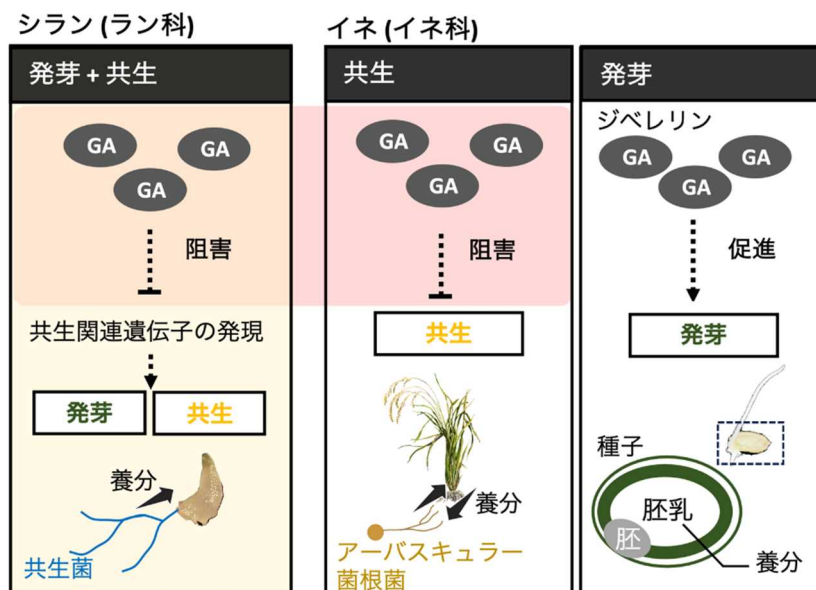 シラン (ラン科)
発芽 + 共生
GA
GA
GA
阻害
共生関連遺伝子の発現
発芽
共生
養分
共生菌
イネ (イネ科)
共生
GA
GA
GA
阻害
共生
養分
アーバスキュラー
菌根菌
発芽
ジベレリン
GA
GA
GA
促進
発芽
種子
胚乳
胚
養分